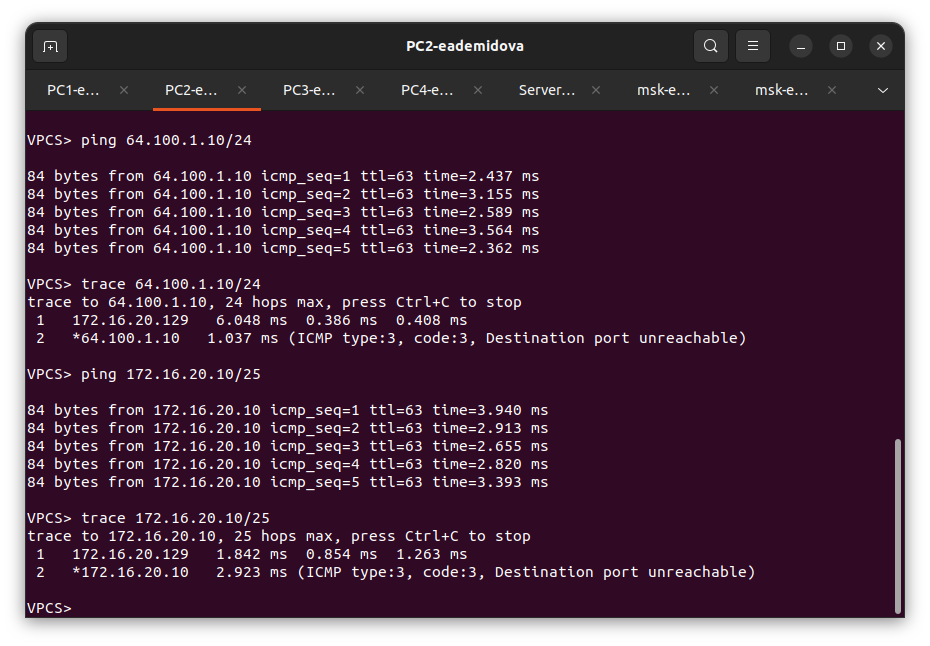 PC2-eademidova
PC1-e... PC2-e... PC3-e... PC4-e... Server... msk-e... msk-e...
VPCS> ping 64.100.1.10/24
84 bytes from 64.100.1.10 icmp_seq=1 ttl=63 time=2.437 ms
84 bytes from 64.100.1.10 icmp_seq=2 ttl=63 time=3.155 ms
84 bytes from 64.100.1.10 icmp_seq=3 ttl=63 time=2.589 ms
84 bytes from 64.100.1.10 icmp_seq=4 ttl=63 time=3.564 ms
84 bytes from 64.100.1.10 icmp_seq=5 ttl=63 time=2.362 ms
VPCS> trace 64.100.1.10/24
trace to 64.100.1.10, 24 hops max, press Ctrl+C to stop
1 172.16.20.129 6.048 ms 0.386 ms 0.408 ms
2 *64.100.1.10 1.037 ms (ICMP type:3, code:3, Destination port unreachable)
VPCS> ping 172.16.20.10/25
84 bytes from 172.16.20.10 icmp_seq=1 ttl=63 time=3.940 ms
84 bytes from 172.16.20.10 icmp_seq=2 ttl=63 time=2.913 ms
84 bytes from 172.16.20.10 icmp_seq=3 ttl=63 time=2.655 ms
84 bytes from 172.16.20.10 icmp_seq=4 ttl=63 time=2.820 ms
84 bytes from 172.16.20.10 icmp_seq=5 ttl=63 time=3.393 ms
VPCS> trace 172.16.20.10/25
trace to 172.16.20.10, 25 hops max, press Ctrl+C to stop
1 172.16.20.129 1.842 ms 0.854 ms 1.263 ms
2 *172.16.20.10 2.923 ms (ICMP type:3, code:3, Destination port unreachable)
VPCS>